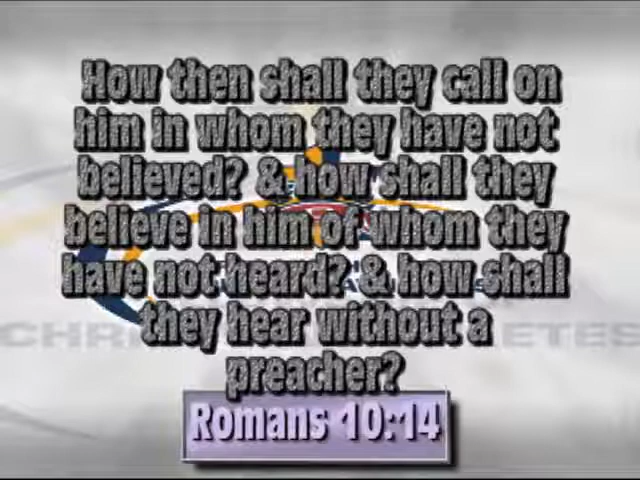 How then shall they call on
him in whom they have not
believed? & how shall they
believe in him of whom they
have not heard? & how shall
they hear without a
preacher?
Romans 10:14